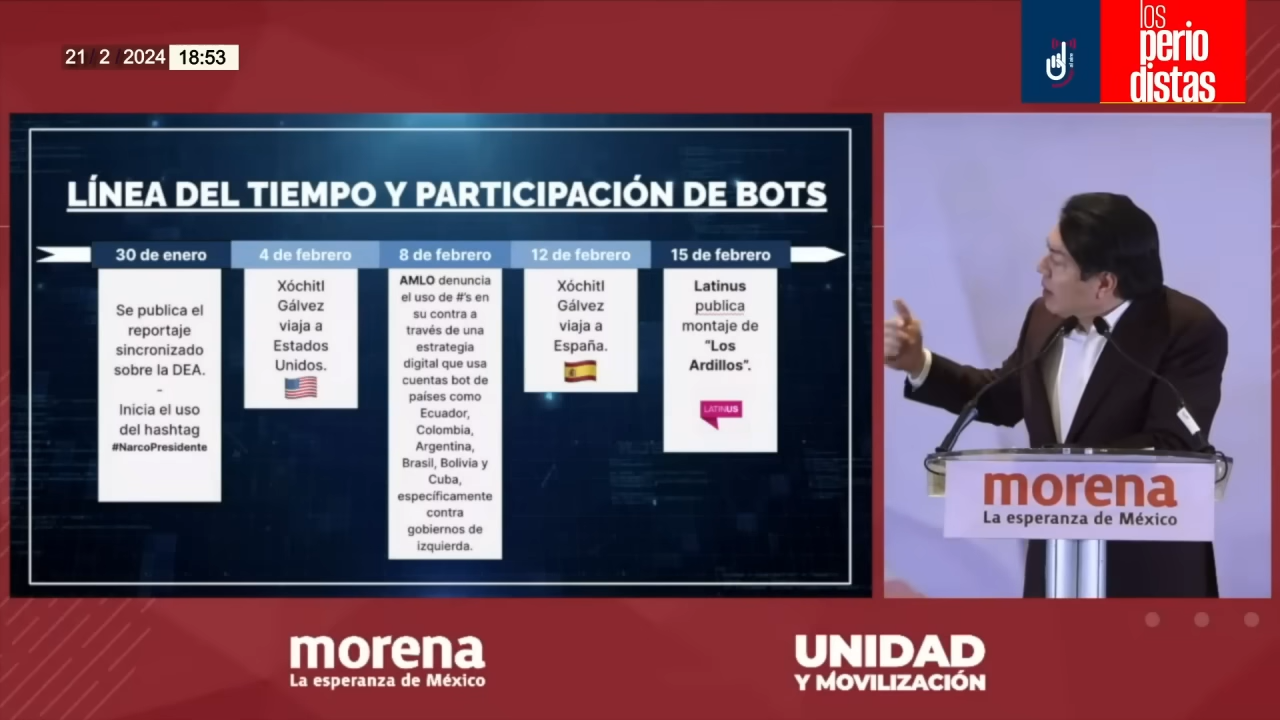 21 / 2 / 2024 18:53
los
perio
distas
LÍNEA DEL TIEMPO Y PARTICIPACIÓN DE BOTS
30 de enero
Se publica el
reportaje
sincronizado
sobre la DEA.
-
Inicia el uso
del hashtag
#NarcoPresidente
4 de febrero
Xóchitl
Gálvez
viaja a
Estados
Unidos.
8 de febrero
AMLO denuncia
el uso de #'s en
su contra a
través de una
estrategia
digital que usa
cuentas bot de
países como
Ecuador,
Colombia,
Argentina,
Brasil, Bolivia y
Cuba,
específicamente
contra
gobiernos de
izquierda.
12 de febrero
Xóchitl
Gálvez
viaja a
España.
15 de febrero
Latinus
publica
montaje de
"Los
Ardillos".
LATINUS
morena
La esperanza de México
morena
La esperanza de México
UNIDAD
Y MOVILIZACIÓN